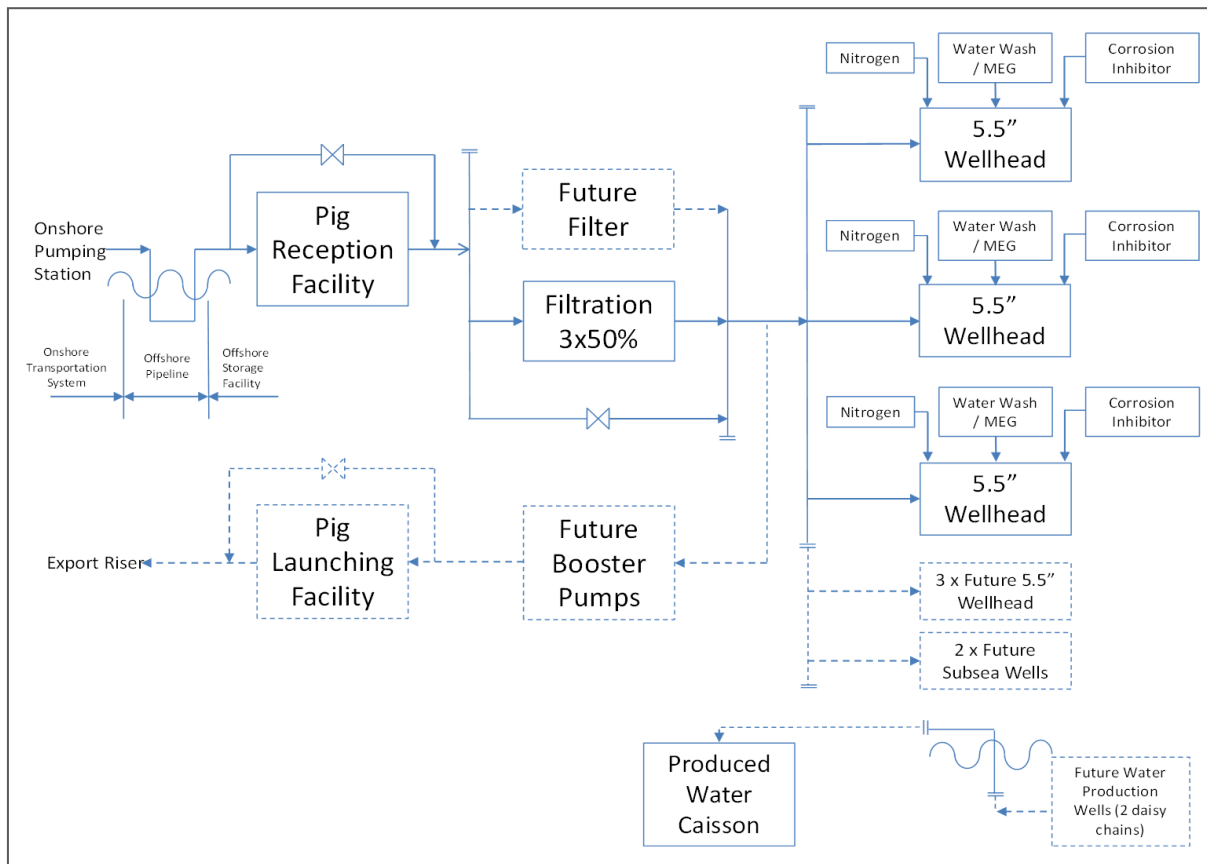 Onshore
Pumping
Station
Onshore
Transportation
System
Offshore
Pipeline
Offshore
Storage
Facility
Pig
Reception
Facility
Future
Filter
Filtration
3x50%
Nitrogen
Water Wash
/ MEG
Corrosion
Inhibitor
5.5”
Wellhead
Nitrogen
Water Wash
/ MEG
Corrosion
Inhibitor
5.5”
Wellhead
Nitrogen
Water Wash
/ MEG
Corrosion
Inhibitor
5.5”
Wellhead
Export Riser
Pig
Launching
Facility
Future
Booster
Pumps
3 x Future 5.5”
Wellhead
2 x Future
Subsea Wells
Produced
Water
Caisson
Future Water
Production
Wells (2 daisy
chains)